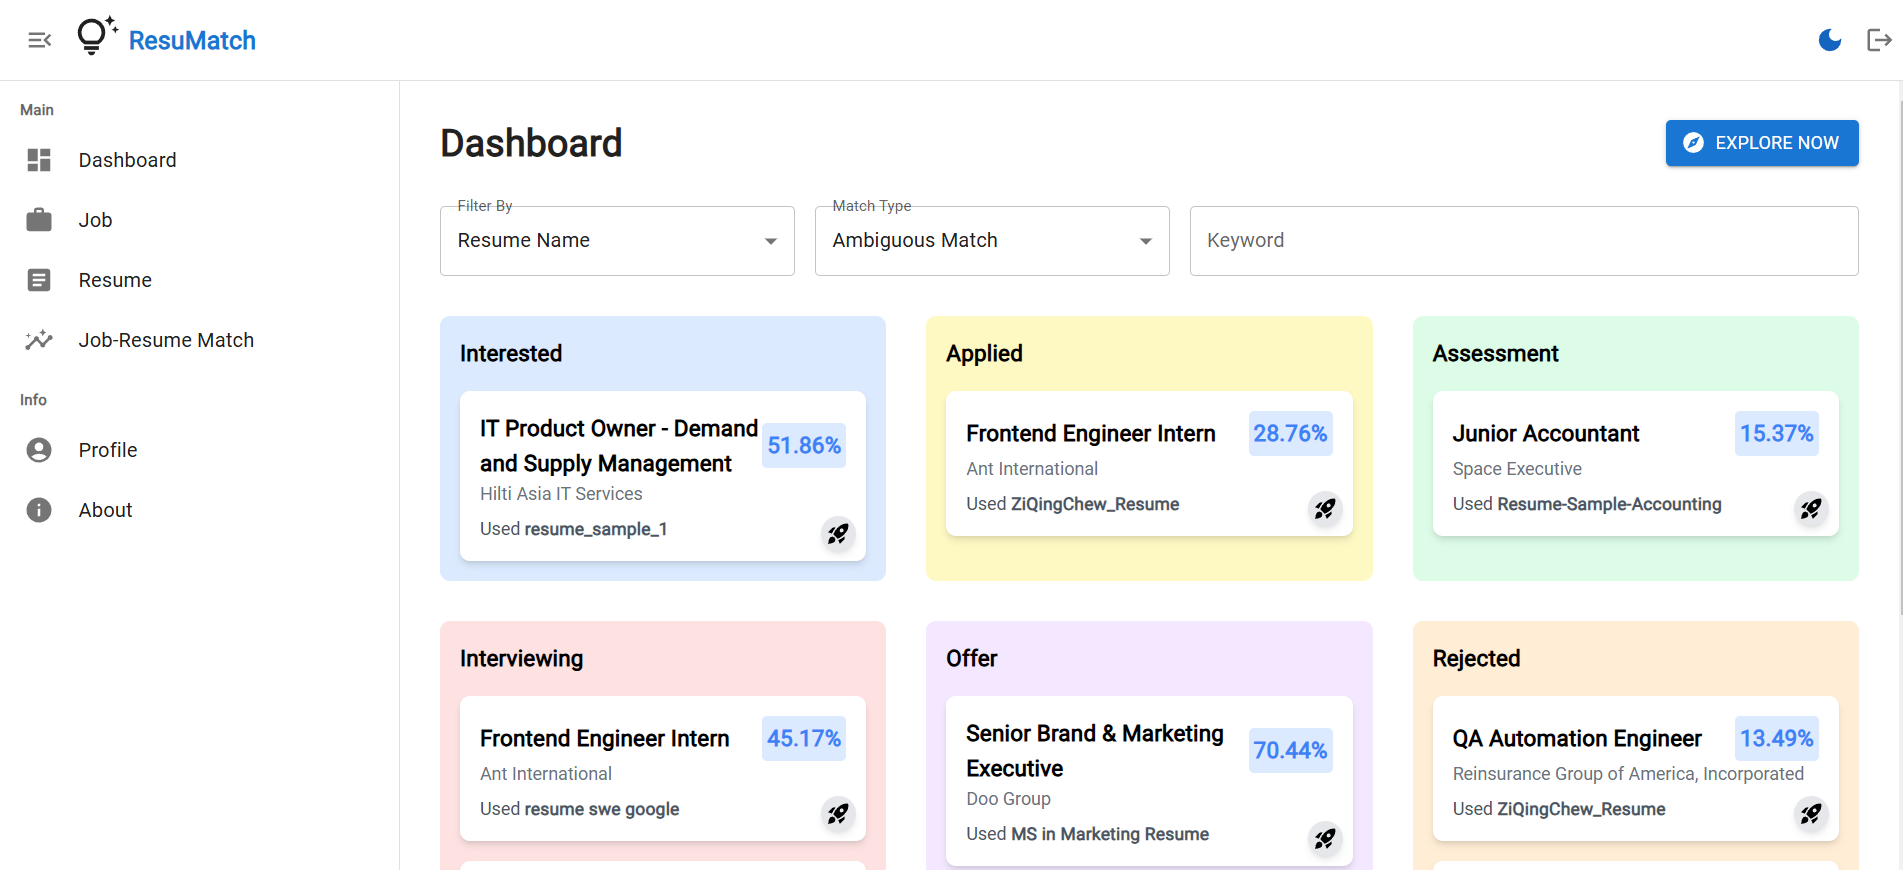 ResuMatch
Main
Dashboard
Job
Resume
Job-Resume Match
Info
Profile
About
Dashboard
EXPLORE NOW
Filter By
Resume Name
Match Type
Ambiguous Match
Keyword
Interested
IT Product Owner - Demand
and Supply Management
51.86%
Hilti Asia IT Services
Used resume_sample_1
Applied
Frontend Engineer Intern
28.76%
Ant International
Used ZiQingChew_Resume
Assessment
Junior Accountant
15.37%
Space Executive
Used Resume-Sample-Accounting
Interviewing
Frontend Engineer Intern
45.17%
Ant International
Used resume swe google
Offer
Senior Brand & Marketing
Executive
70.44%
Doo Group
Used MS in Marketing Resume
Rejected
QA Automation Engineer
13.49%
Reinsurance Group of America, Incorporated
Used ZiQingChew_Resume